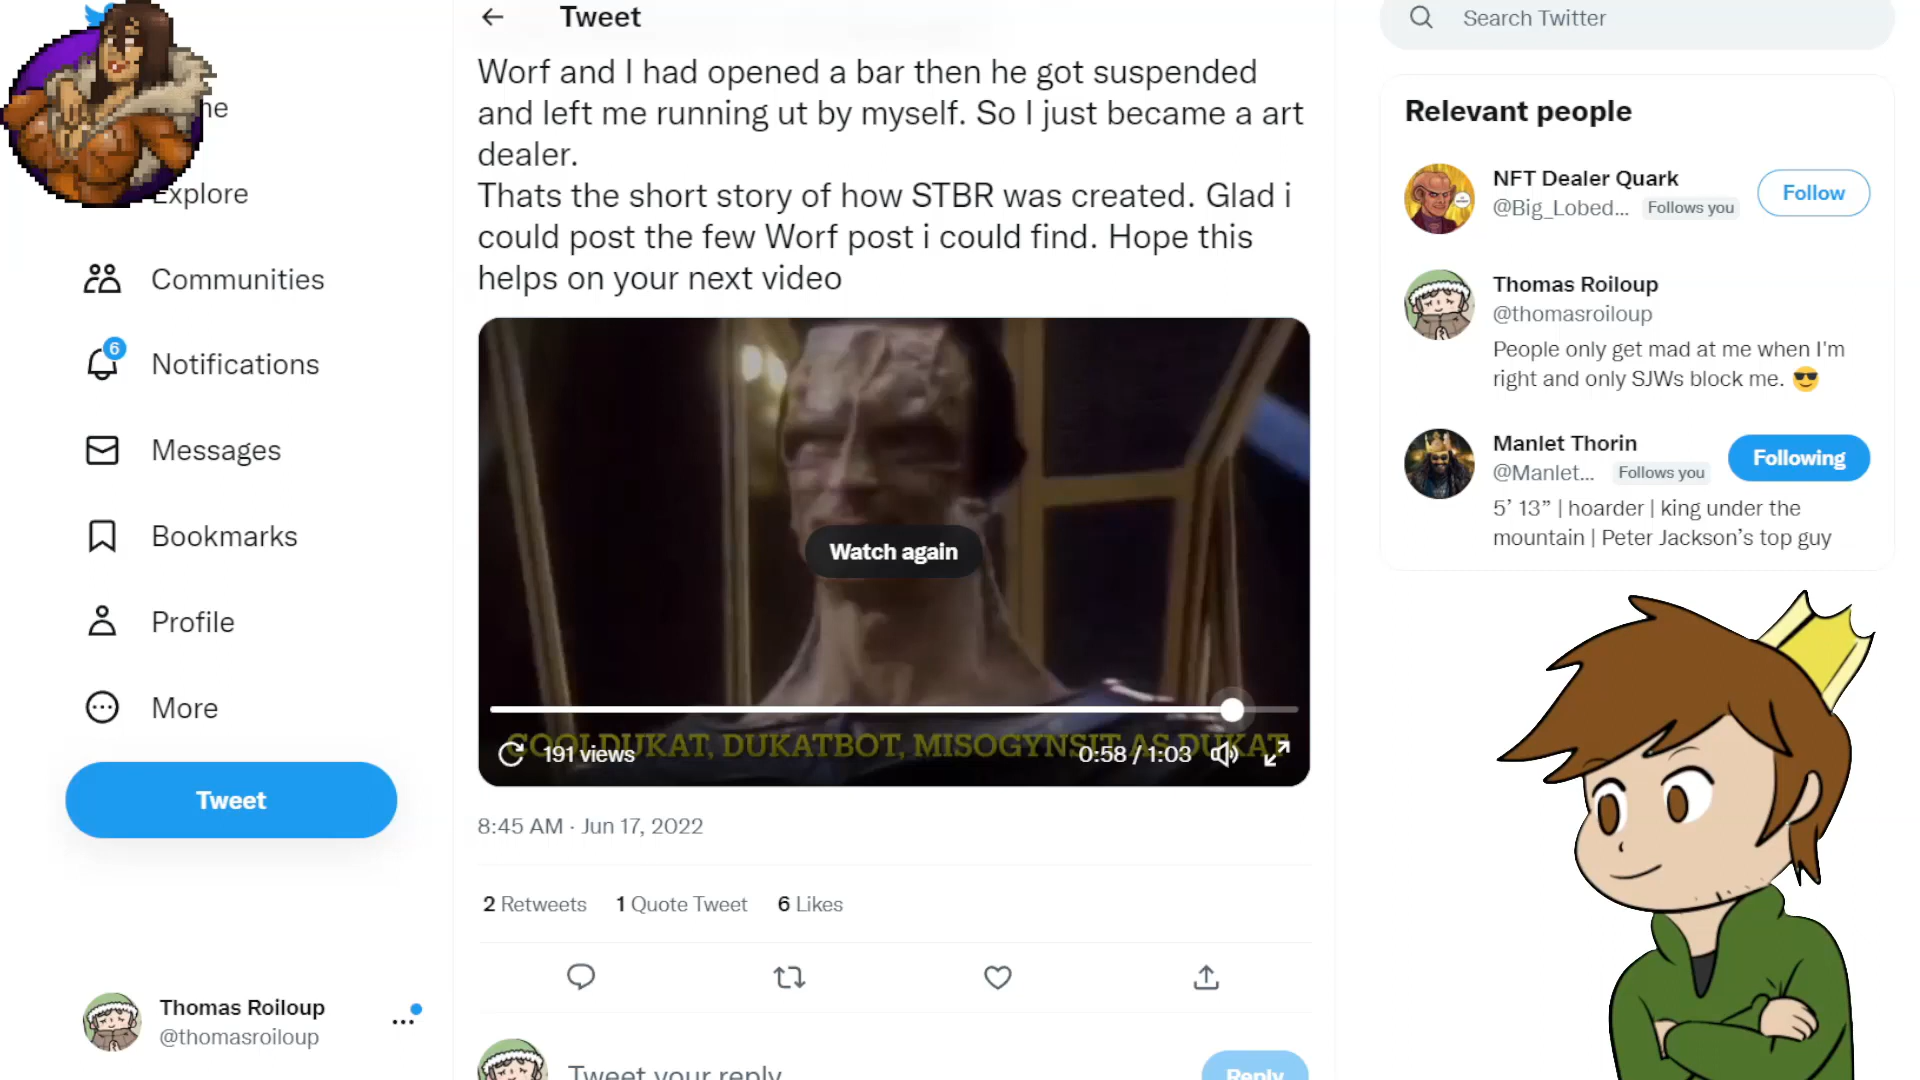 Tweet
Worf and I had opened a bar then he got suspended
and left me running ut by myself. So I just became a art
dealer.
Thats the short story of how STBR was created. Glad i
could post the few Worf post i could find. Hope this
helps on your next video
Watch again
COOLDUKAT, DUKATBOT, MISOGYNSIT AS DUKAT
191 views
0:58 / 1:03
8:45 AM · Jun 17, 2022
2 Retweets 1 Quote Tweet 6 Likes
Tweet your reply
Reply
Explore
Communities
6
Notifications
Messages
Bookmarks
Profile
More
Tweet
Thomas Roiloup
@thomasroiloup
Search Twitter
Relevant people
NFT Dealer Quark
@Big_Lobed... Follows you
Follow
Thomas Roiloup
@thomasroiloup
People only get mad at me when I'm
right and only SJWs block me. 😎
Manlet Thorin
@Manlet... Follows you
Following
5’ 13” | hoarder | king under the
mountain | Peter Jackson’s top guy